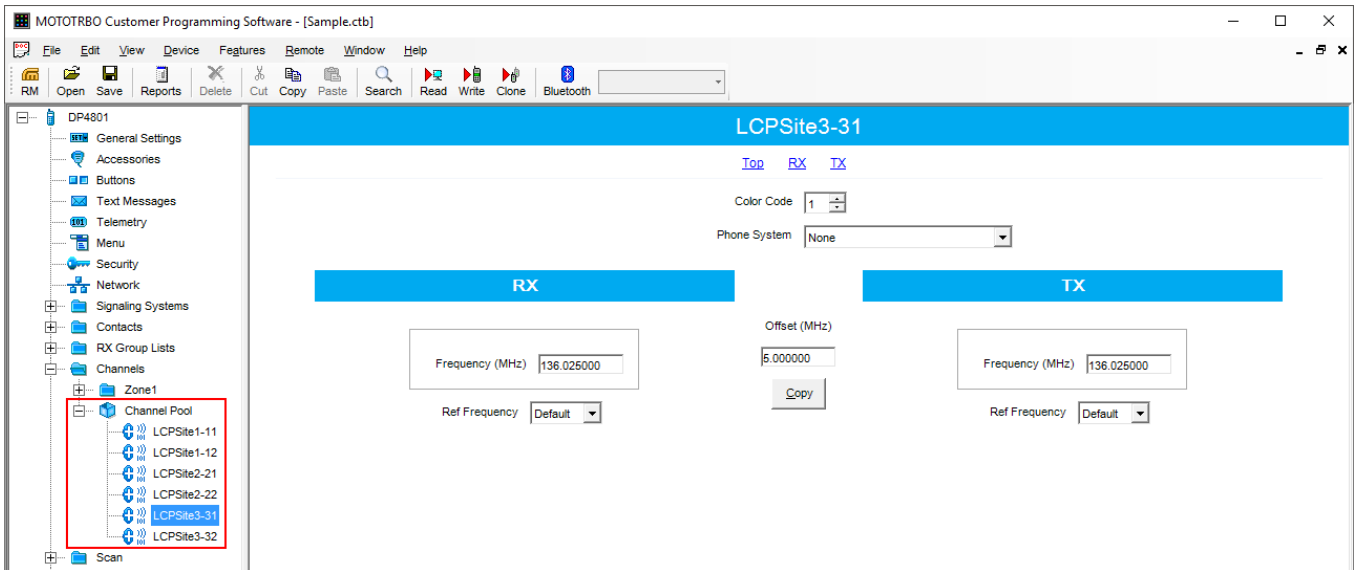 MOTOTRBO Customer Programming Software - [Sample.ctb]
DOC File Edit View Device Features Remote Window Help
RM Open Save Reports Delete Cut Copy Paste Search Read Write Clone Bluetooth
DP4801
SET General Settings
Accessories
Buttons
Text Messages
101 Telemetry
Menu
Security
Network
Signaling Systems
Contacts
RX Group Lists
Channels
Zone1
Channel Pool
LCPSite1-11
LCPSite1-12
LCPSite2-21
LCPSite2-22
LCPSite3-31
LCPSite3-32
Scan
LCPSite3-31
Top RX TX
Color Code 1
Phone System None
RX
Frequency (MHz) 136.025000
Ref Frequency Default
Offset (MHz)
5.000000
Copy
TX
Frequency (MHz) 136.025000
Ref Frequency Default